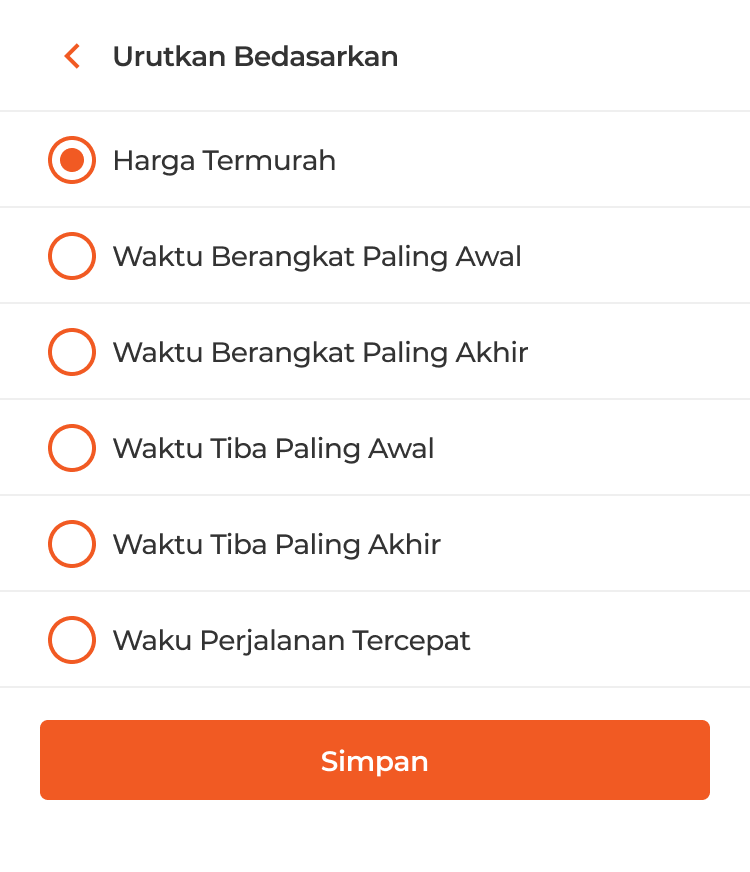 Urutkan Bedasarkan
Harga Termurah
Waktu Berangkat Paling Awal
Waktu Berangkat Paling Akhir
Waktu Tiba Paling Awal
Waktu Tiba Paling Akhir
Waku Perjalanan Tercepat
Simpan